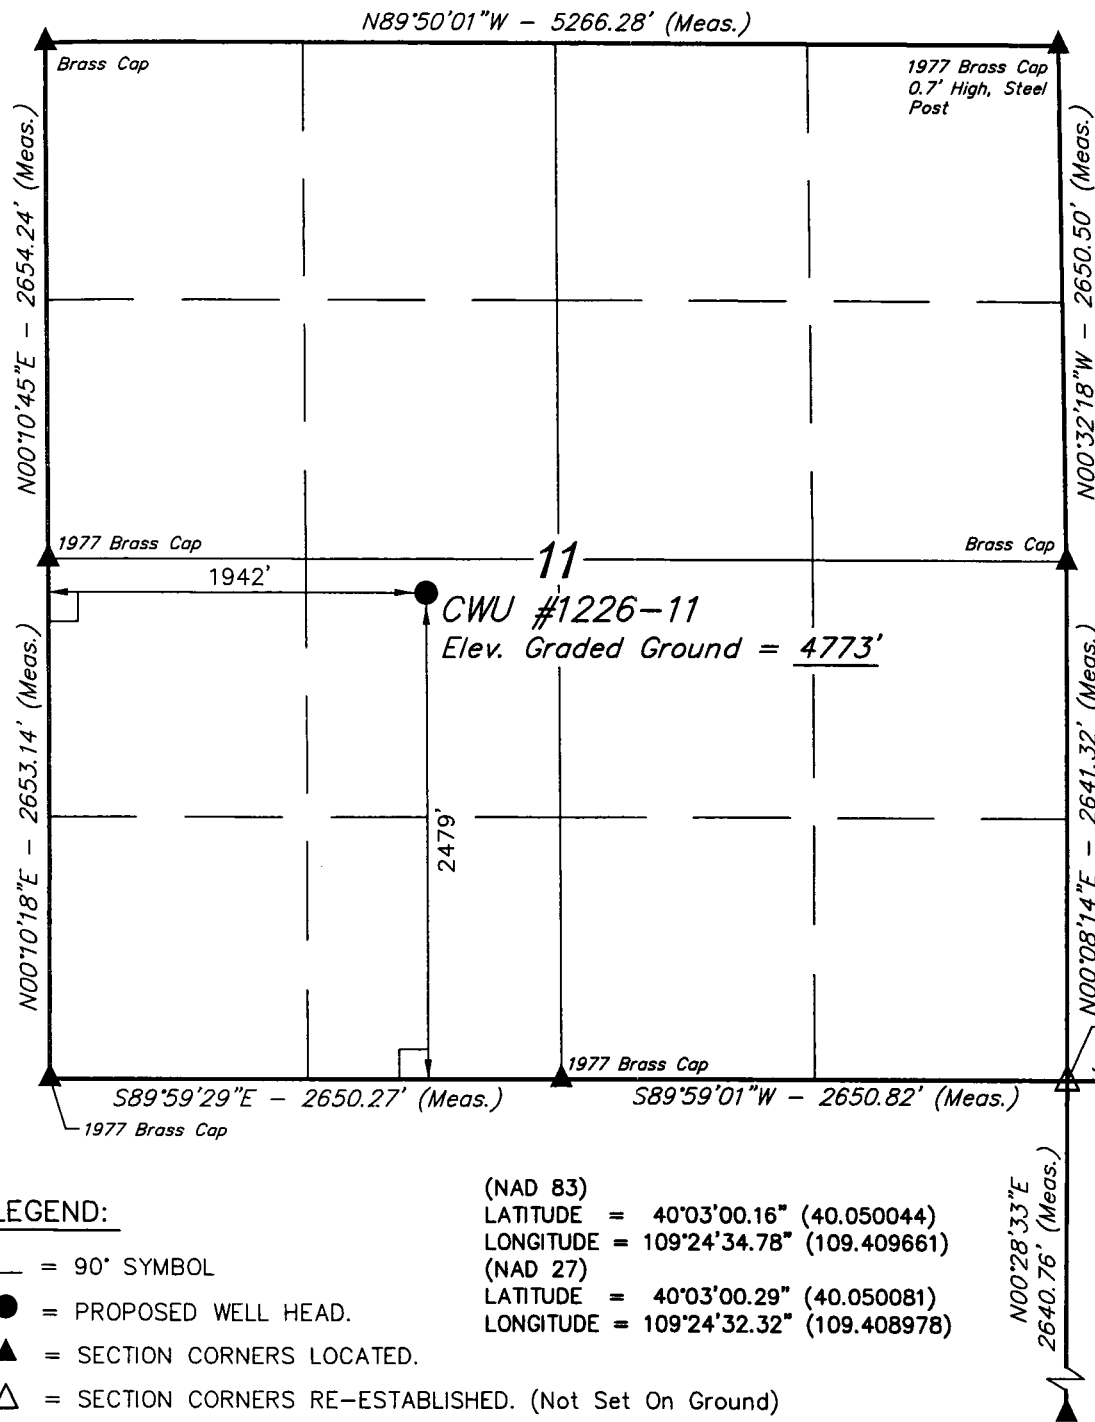 N89°50'01"W - 5266.28' (Meas.)
Brass Cap
1977 Brass Cap
0.7' High, Steel
Post
N00°10'45"E - 2654.24' (Meas.)
N00°32'18"W - 2650.50' (Meas.)
1977 Brass Cap
Brass Cap
11
1942'
CWU #1226-11
Elev. Graded Ground = 4773'
N00°10'18"E - 2653.14' (Meas.)
2479'
N00°08'14"E - 2641.32' (Meas.)
1977 Brass Cap
S89°59'29"E - 2650.27' (Meas.)
S89°59'01"W - 2650.82' (Meas.)
1977 Brass Cap
N00°28'33"E
2640.76' (Meas.)
(NAD 83)
LATITUDE = 40°03'00.16" (40.050044)
LONGITUDE = 109°24'34.78" (109.409661)
(NAD 27)
LATITUDE = 40°03'00.29" (40.050081)
LONGITUDE = 109°24'32.32" (109.408978)
LEGEND:
= 90° SYMBOL
= PROPOSED WELL HEAD.
= SECTION CORNERS LOCATED.
= SECTION CORNERS RE-ESTABLISHED. (Not Set On Ground)